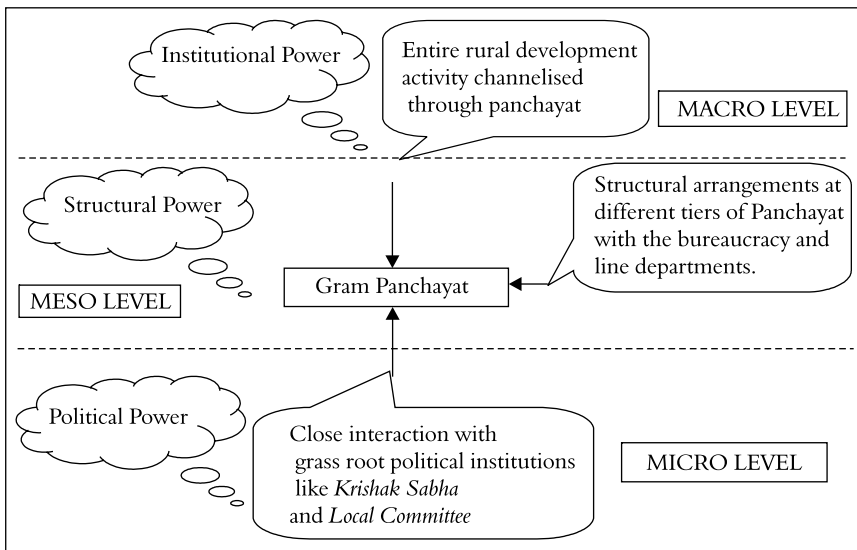 Institutional Power
Entire rural development
activity channelised
through panchayat
MACRO LEVEL
Structural Power
Structural arrangements at
different tiers of Panchayat
with the bureaucracy and
line departments.
Gram Panchayat
MESO LEVEL
Political Power
Close interaction with
grass root political institutions
like Krishak Sabha
and Local Committee
MICRO LEVEL